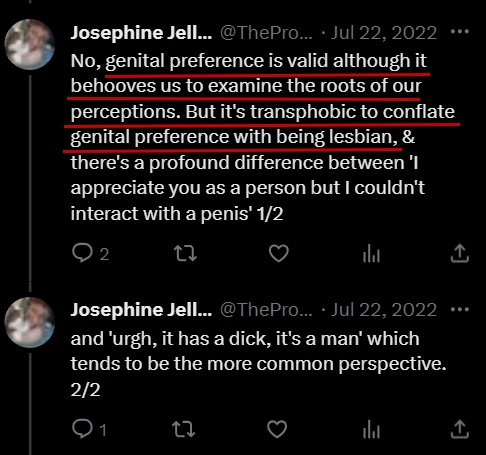 Josephine Jell... @ThePro... · Jul 22, 2022 ···
No, genital preference is valid although it
behooves us to examine the roots of our
perceptions. But it's transphobic to conflate
genital preference with being lesbian, &
there's a profound difference between 'I
appreciate you as a person but I couldn't
interact with a penis' 1/2
2
Josephine Jell... @ThePro... · Jul 22, 2022 ···
and 'urgh, it has a dick, it's a man' which
tends to be the more common perspective.
2/2
1